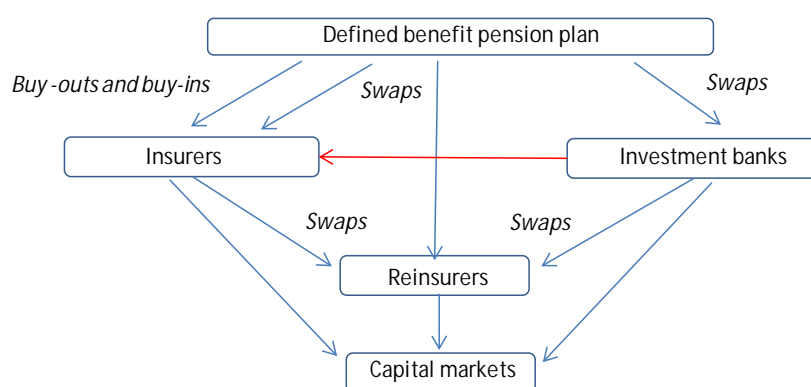 Defined benefit pension plan
Buy -outs and buy-ins
Swaps
Swaps
Insurers
Investment banks
Swaps
Swaps
Reinsurers
Capital markets